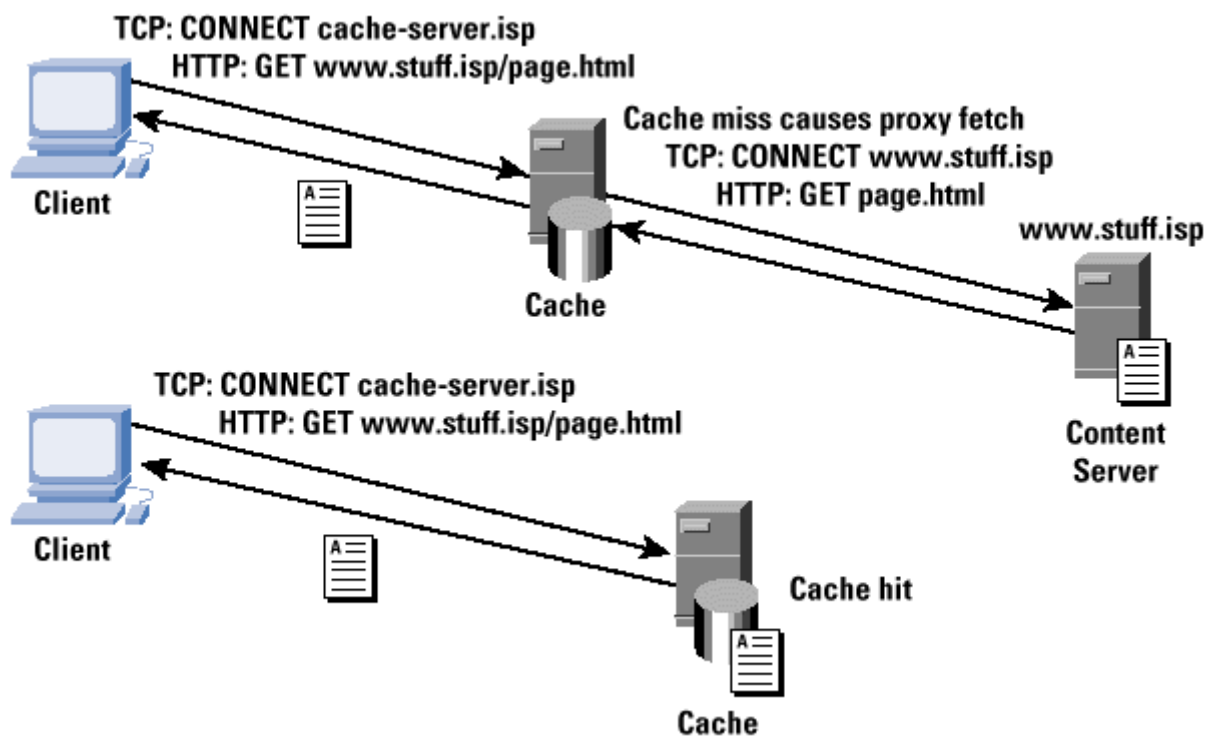 TCP: CONNECT cache-server.isp
HTTP: GET www.stuff.isp/page.html
Cache miss causes proxy fetch
TCP: CONNECT www.stuff.isp
HTTP: GET page.html
Client
A
www.stuff.isp
Cache
A
Content
Server
TCP: CONNECT cache-server.isp
HTTP: GET www.stuff.isp/page.html
Client
A
Cache hit
A
Cache